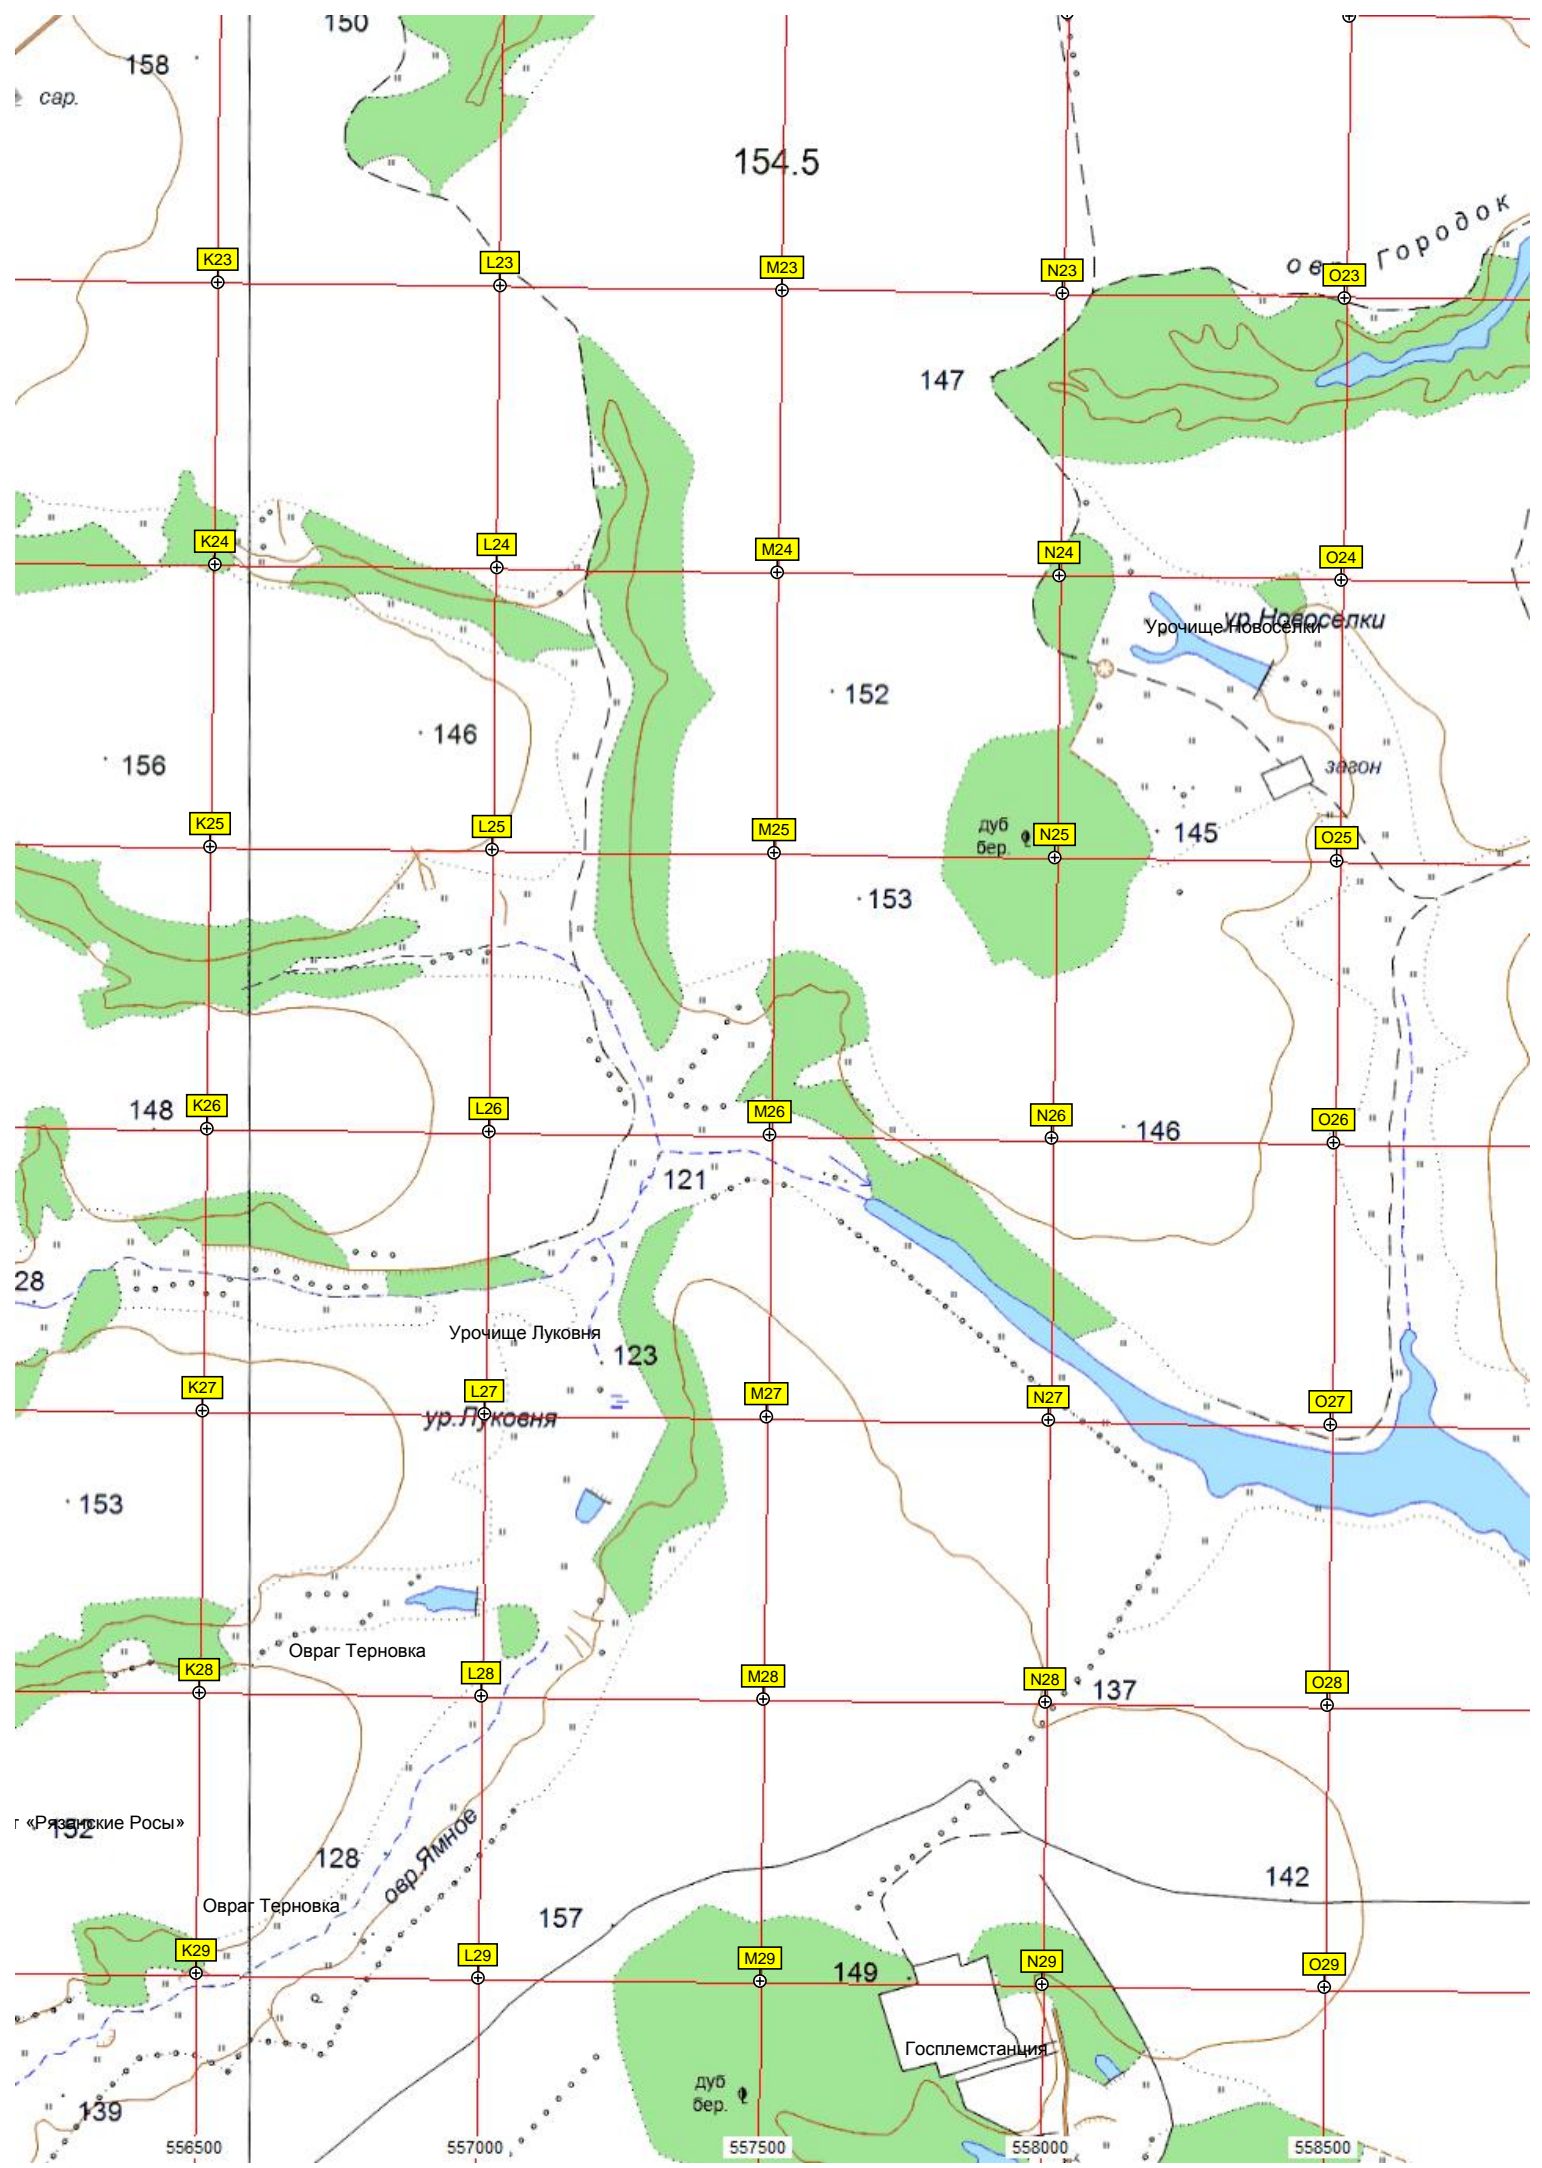 150
158
сар.
154.5
овр. Городок
K23
L23
M23
N23
O23
147
K24
L24
M24
N24
O24
ур.Новоселки
Урочище Новосёлки
152
146
156
загон
K25
L25
M25
дуб
бер.
N25
145
O25
153
148
K26
L26
M26
N26
146
O26
121
28
Урочище Луковня
123
K27
L27
M27
N27
O27
ур.Луковня
153
Овраг Терновка
K28
L28
M28
N28
137
O28
т «Рязанские Росы»
152
128
овр.Ямное
142
Овраг Терновка
157
K29
L29
M29
149
N29
O29
Госплемстанция
дуб
бер.
139
556500
557000
557500
558000
558500